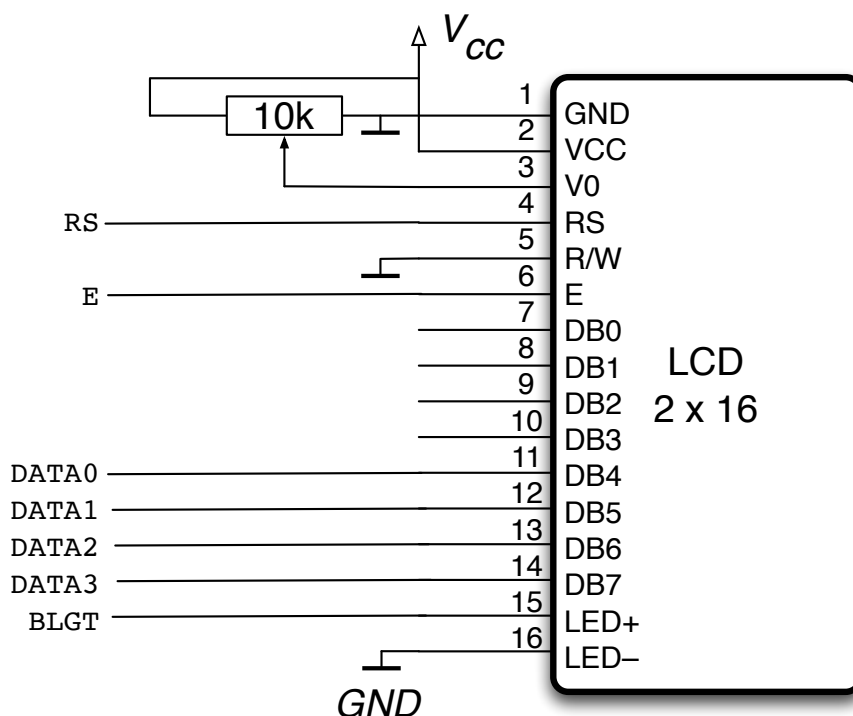 VCC
10k
1 GND
2 VCC
3 V0
RS 4 RS
5 R/W
E 6 E
7 DB0
8 DB1
9 DB2
10 DB3
LCD
2 x 16
DATA0 11 DB4
DATA1 12 DB5
DATA2 13 DB6
DATA3 14 DB7
BLGT 15 LED+
16 LED–
GND